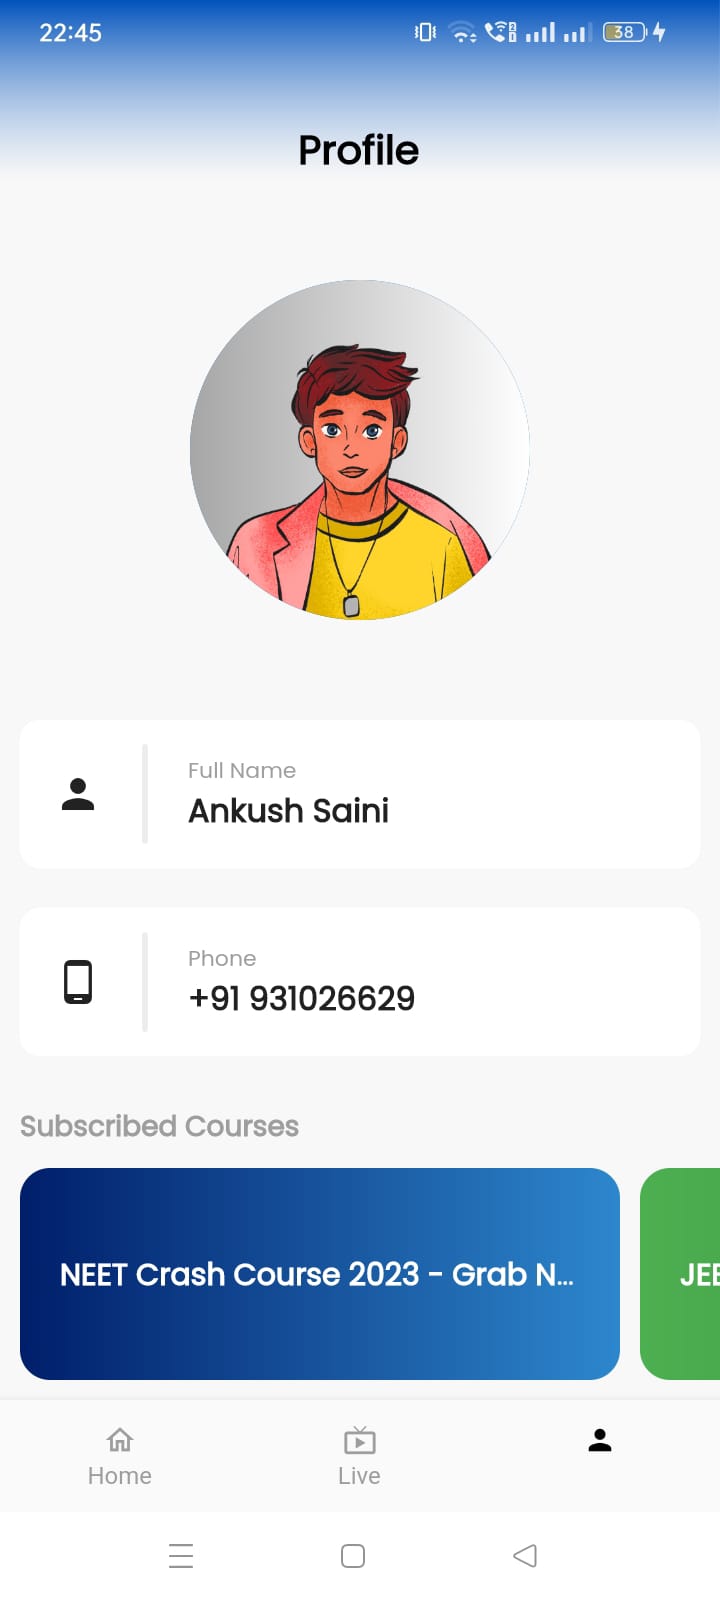 22:45
38
Profile
Full Name
Ankush Saini
Phone
+91 931026629
Subscribed Courses
NEET Crash Course 2023 - Grab N...
JEE
Home
Live